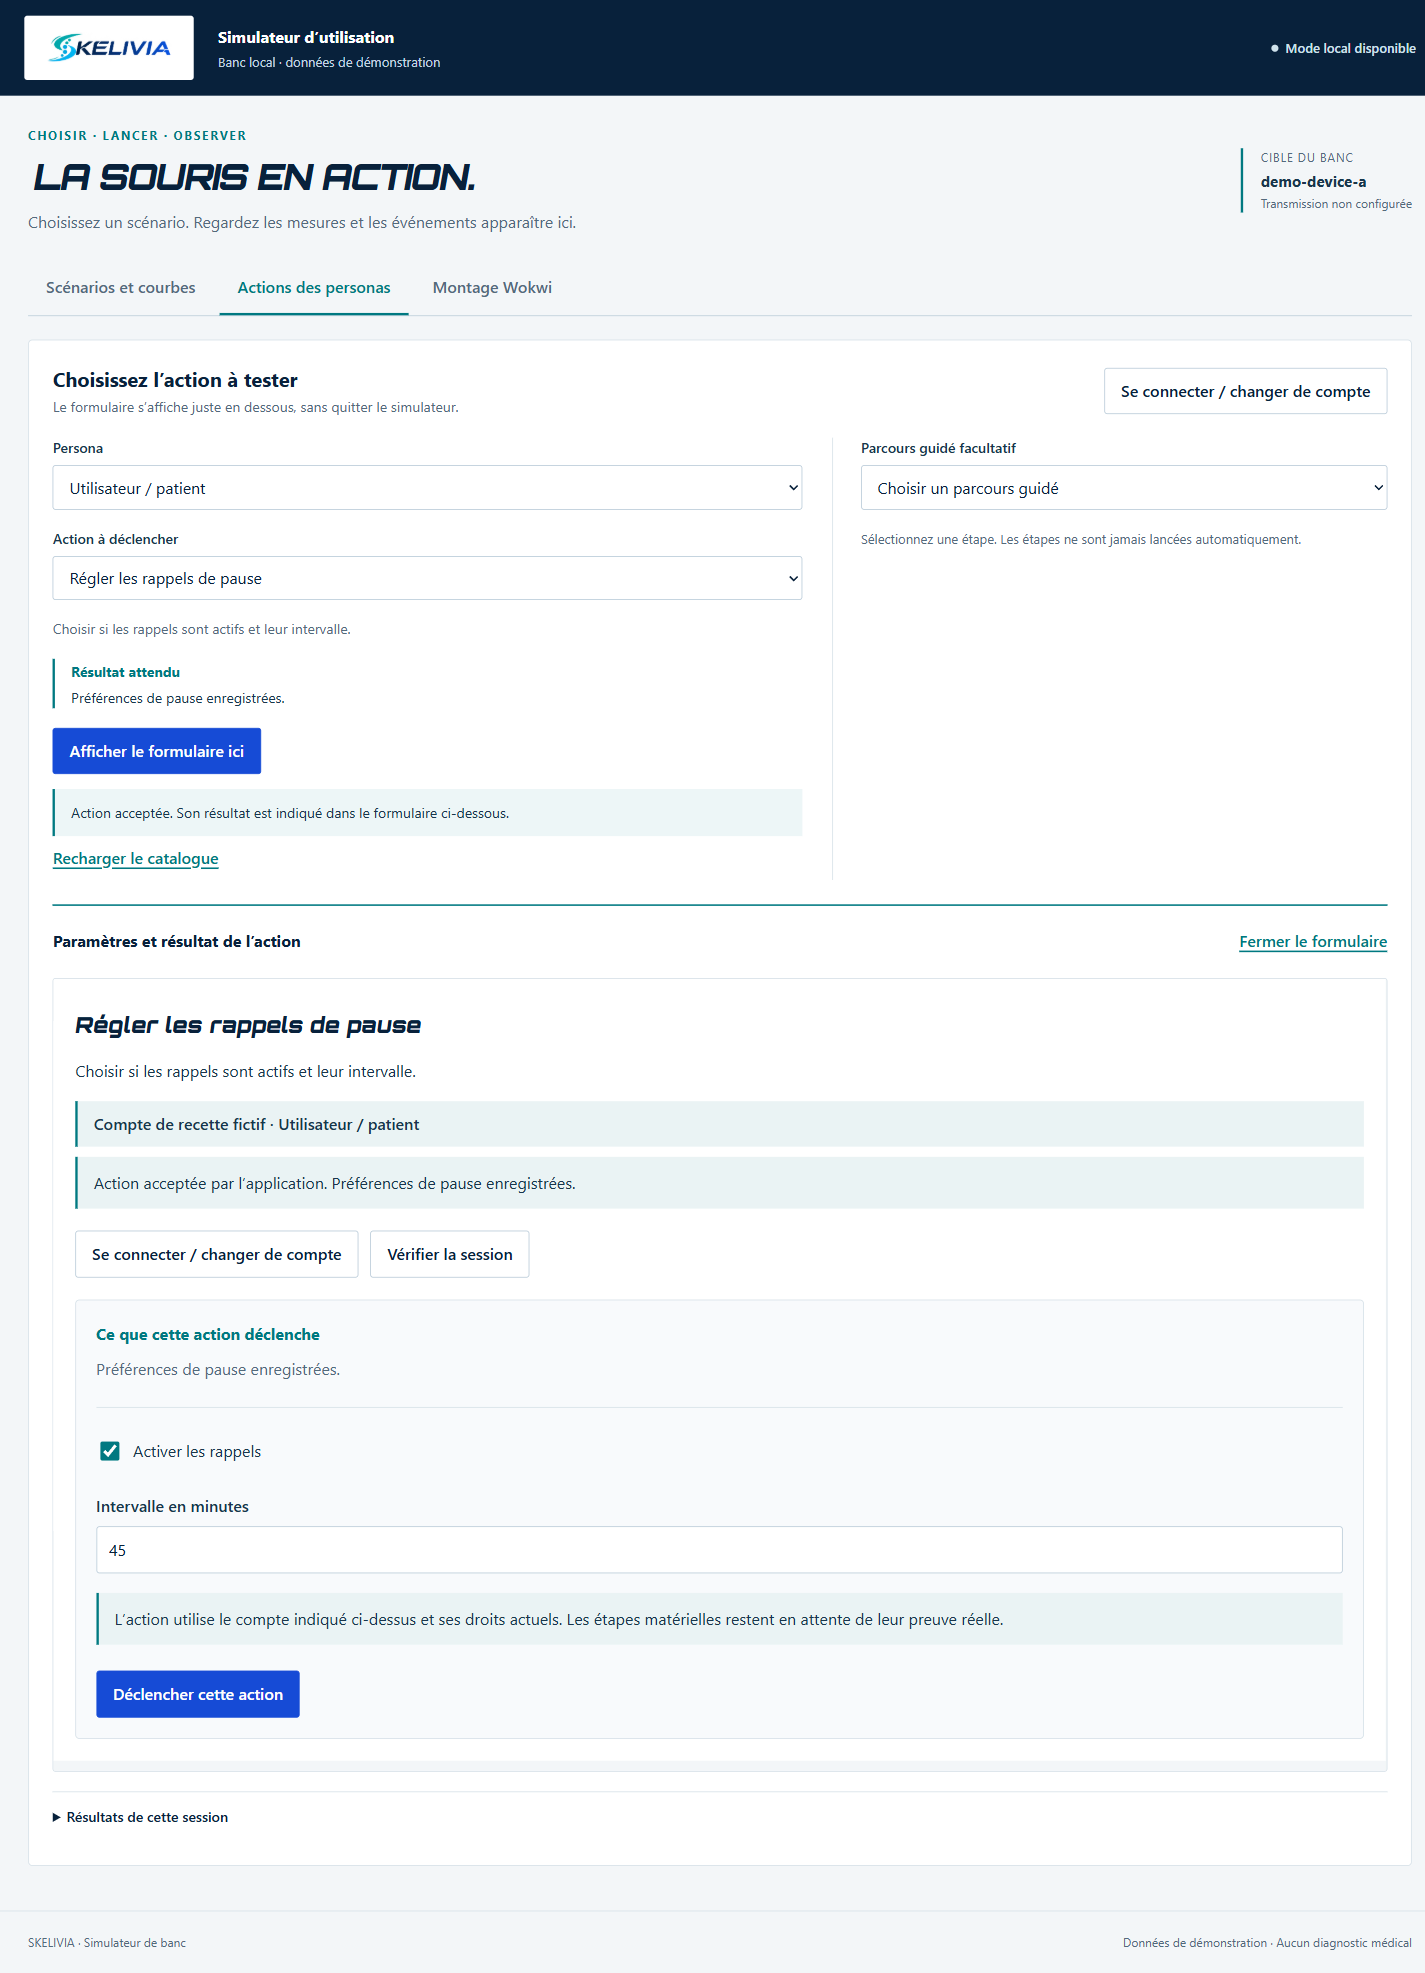 SKELIVIA
Simulateur d’utilisation
Banc local · données de démonstration
Mode local disponible
CHOISIR · LANCER · OBSERVER
LA SOURIS EN ACTION.
Choisissez un scénario. Regardez les mesures et les événements apparaître ici.
CIBLE DU BANC
demo-device-a
Transmission non configurée
Scénarios et courbes
Actions des personas
Montage Wokwi
Choisissez l’action à tester
Le formulaire s’affiche juste en dessous, sans quitter le simulateur.
Se connecter / changer de compte
Persona
Utilisateur / patient
Action à déclencher
Régler les rappels de pause
Choisir si les rappels sont actifs et leur intervalle.
Résultat attendu
Préférences de pause enregistrées.
Afficher le formulaire ici
Action acceptée. Son résultat est indiqué dans le formulaire ci-dessous.
Recharger le catalogue
Parcours guidé facultatif
Choisir un parcours guidé
Sélectionnez une étape. Les étapes ne sont jamais lancées automatiquement.
Paramètres et résultat de l’action
Fermer le formulaire
Régler les rappels de pause
Choisir si les rappels sont actifs et leur intervalle.
Compte de recette fictif · Utilisateur / patient
Action acceptée par l’application. Préférences de pause enregistrées.
Se connecter / changer de compte
Vérifier la session
Ce que cette action déclenche
Préférences de pause enregistrées.
Activer les rappels
Intervalle en minutes
45
L’action utilise le compte indiqué ci-dessus et ses droits actuels. Les étapes matérielles restent en attente de leur preuve réelle.
Déclencher cette action
Résultats de cette session
SKELIVIA · Simulateur de banc
Données de démonstration · Aucun diagnostic médical